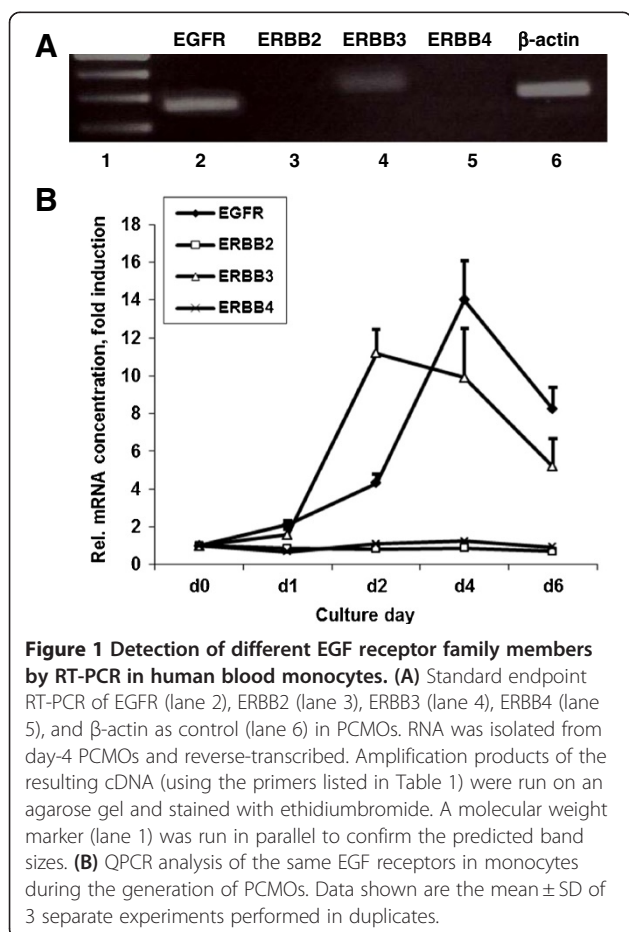 A
EGFR ERBB2 ERBB3 ERBB4 β-actin
1 2 3 4 5 6
B
EGFR
ERBB2
ERBB3
ERBB4
18
16
14
12
10
8
6
4
2
0
Rel. mRNA concentration, fold induction
d0 d1 d2 d4 d6
Culture day
Figure 1 Detection of different EGF receptor family members
by RT-PCR in human blood monocytes. (A) Standard endpoint
RT-PCR of EGFR (lane 2), ERBB2 (lane 3), ERBB3 (lane 4), ERBB4 (lane
5), and β-actin as control (lane 6) in PCMOs. RNA was isolated from
day-4 PCMOs and reverse-transcribed. Amplification products of the
resulting cDNA (using the primers listed in Table 1) were run on an
agarose gel and stained with ethidiumbromide. A molecular weight
marker (lane 1) was run in parallel to confirm the predicted band
sizes. (B) QPCR analysis of the same EGF receptors in monocytes
during the generation of PCMOs. Data shown are the mean ± SD of
3 separate experiments performed in duplicates.